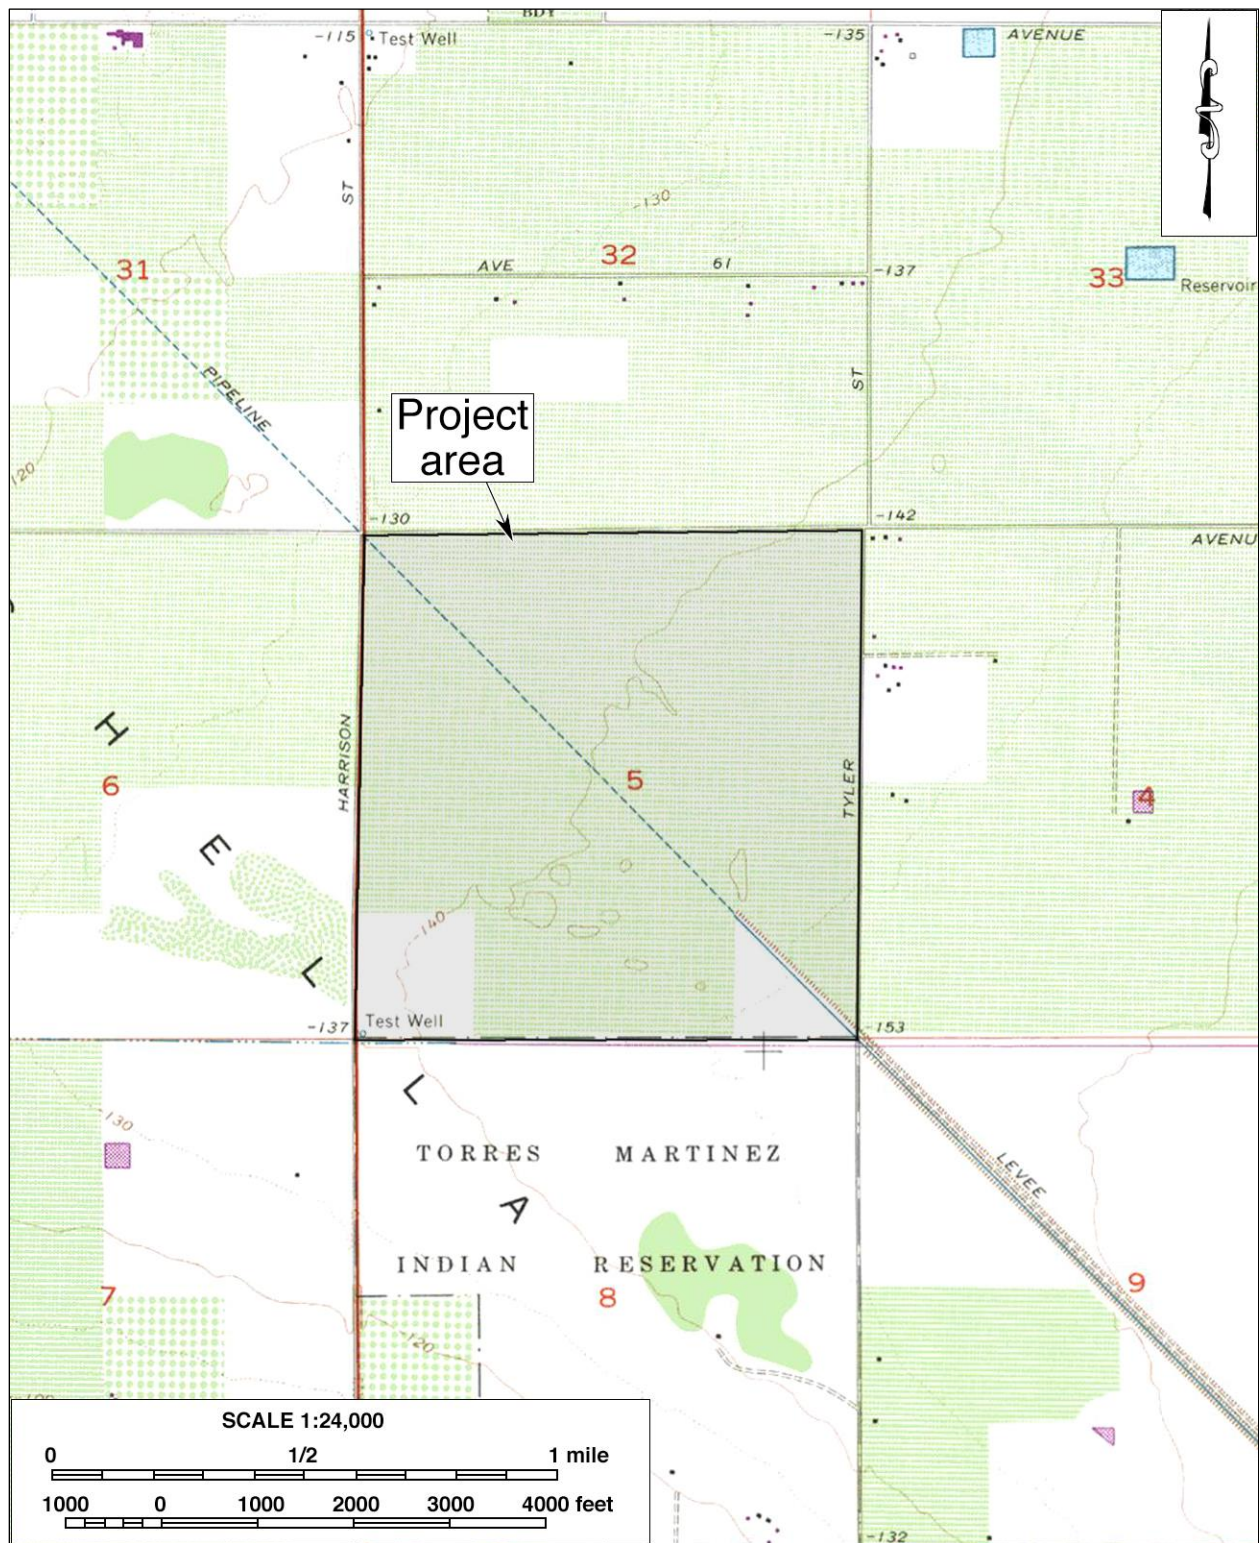 BDY
-115
Test Well
-135
AVENUE
ST
-130
31
32
AVE
61
-137
33
Reservoir
PIPELINE
ST
Project
area
120
-130
-142
AVENU
H
HARRISON
6
5
TYLER
4
E
140
L
-137
Test Well
-153
L
130
TORRES MARTINEZ
LEVEE
A
INDIAN RESERVATION
7
8
9
-120
SCALE 1:24,000
0 1/2 1 mile
1000 0 1000 2000 3000 4000 feet
-132